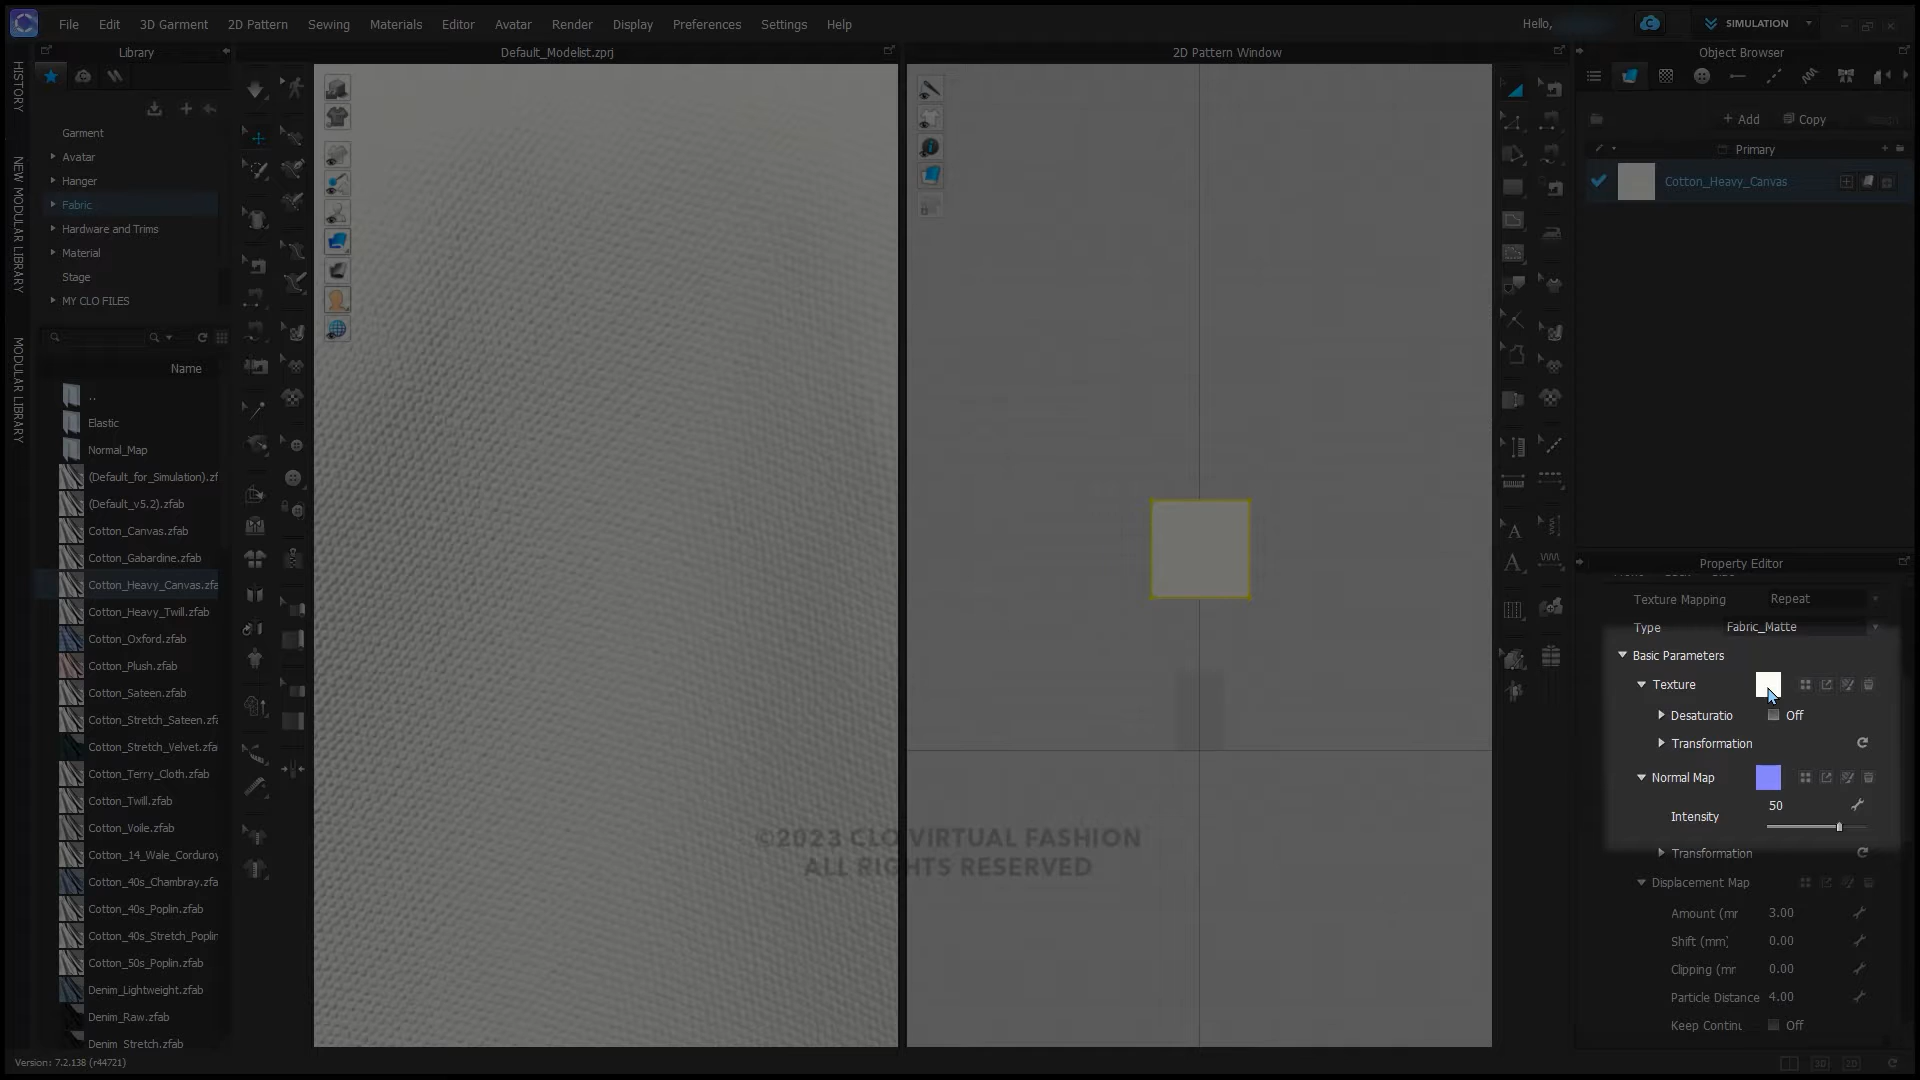 File Edit 3D Garment 2D Pattern Sewing Materials Editor Avatar Render Display Preferences Settings Help
Hello,
SIMULATION
Library
Default_Modelist.zprj
2D Pattern Window
Object Browser
HISTORY
NEW MODULAR LIBRARY
MODULAR LIBRARY
Garment
Avatar
Hanger
Fabric
Hardware and Trims
Material
Stage
MY CLO FILES
Name
..
Elastic
Normal_Map
(Default_for_Simulation).zf
(Default_v5.2).zfab
Cotton_Canvas.zfab
Cotton_Gabardine.zfab
Cotton_Heavy_Canvas.zfa
Cotton_Heavy_Twill.zfab
Cotton_Oxford.zfab
Cotton_Plush.zfab
Cotton_Sateen.zfab
Cotton_Stretch_Sateen.zfa
Cotton_Stretch_Velvet.zfa
Cotton_Terry_Cloth.zfab
Cotton_Twill.zfab
Cotton_Voile.zfab
Cotton_14_Wale_Corduroy
Cotton_40s_Chambray.zfa
Cotton_40s_Poplin.zfab
Cotton_40s_Stretch_Poplin
Cotton_50s_Poplin.zfab
Denim_Lightweight.zfab
Denim_Raw.zfab
Denim_Stretch.zfab
Version: 7.2.138 (r44721)
©2023 CLO VIRTUAL FASHION
ALL RIGHTS RESERVED
+ Add Copy
Primary
Cotton_Heavy_Canvas
Property Editor
Texture Mapping Repeat
Type Fabric_Matte
Basic Parameters
Texture
Desaturatio Off
Transformation
Normal Map
50
Intensity
Transformation
Displacement Map
Amount (mr 3.00
Shift (mm) 0.00
Clipping (mr 0.00
Particle Distance 4.00
Keep Continu Off
3D
2D